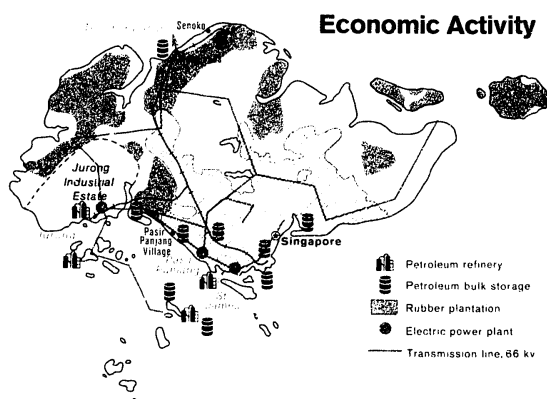 Economic Activity
Senoko
Jurong
Industrial
Estate
Pasir
Panjang
Village
Singapore
Petroleum refinery
Petroleum bulk storage
Rubber plantation
Electric power plant
Transmission line, 66 kv